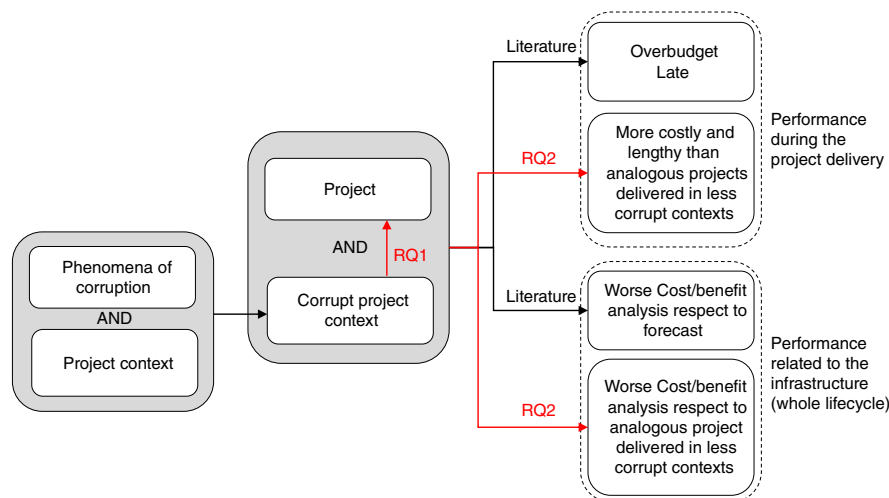 Phenomena of
corruption
AND
Project context
Project
AND
RQ1
Corrupt project
context
Literature
RQ2
Literature
RQ2
Overbudget
Late
More costly and
lengthy than
analogous projects
delivered in less
corrupt contexts
Performance
during the
project delivery
Worse Cost/benefit
analysis respect to
forecast
Worse Cost/benefit
analysis respect to
analogous project
delivered in less
corrupt contexts
Performance
related to the
infrastructure
(whole lifecycle)